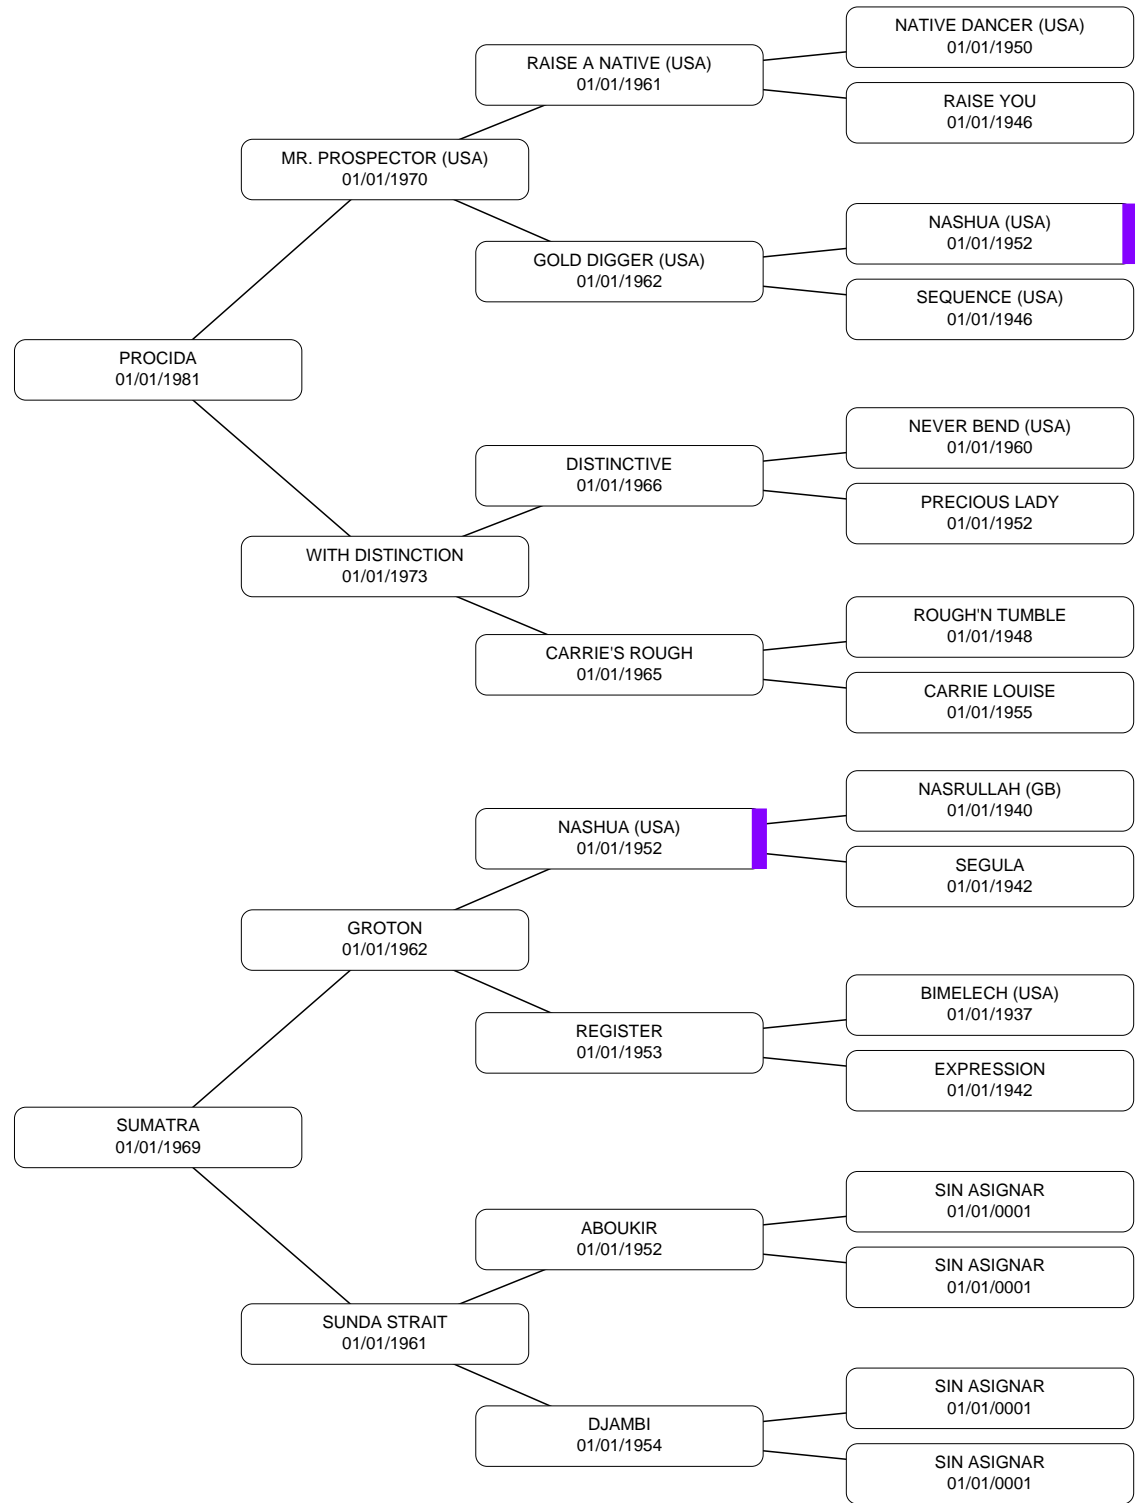 NATIVE DANCER (USA)
01/01/1950
RAISE A NATIVE (USA)
01/01/1961
RAISE YOU
01/01/1946
MR. PROSPECTOR (USA)
01/01/1970
NASHUA (USA)
01/01/1952
GOLD DIGGER (USA)
01/01/1962
SEQUENCE (USA)
01/01/1946
PROCIDA
01/01/1981
NEVER BEND (USA)
01/01/1960
DISTINCTIVE
01/01/1966
PRECIOUS LADY
01/01/1952
WITH DISTINCTION
01/01/1973
ROUGH'N TUMBLE
01/01/1948
CARRIE'S ROUGH
01/01/1965
CARRIE LOUISE
01/01/1955
NASRULLAH (GB)
01/01/1940
NASHUA (USA)
01/01/1952
SEGULA
01/01/1942
GROTON
01/01/1962
BIMELECH (USA)
01/01/1937
REGISTER
01/01/1953
EXPRESSION
01/01/1942
SUMATRA
01/01/1969
SIN ASIGNAR
01/01/0001
ABOUKIR
01/01/1952
SIN ASIGNAR
01/01/0001
SUNDA STRAIT
01/01/1961
SIN ASIGNAR
01/01/0001
DJAMBI
01/01/1954
SIN ASIGNAR
01/01/0001